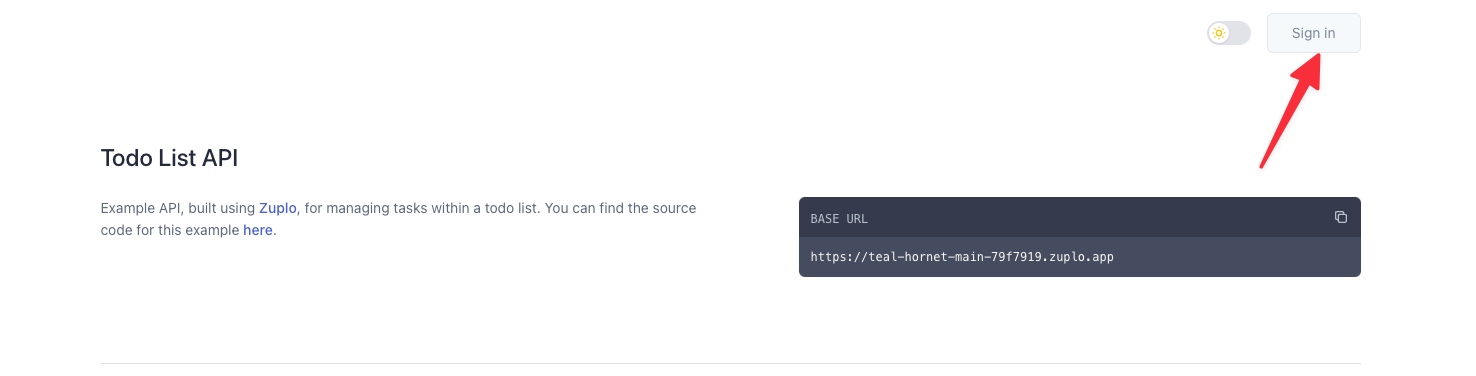 Sign in
Todo List API
Example API, built using Zuplo, for managing tasks within a todo list. You can find the source
code for this example here.
BASE URL
https://teal-hornet-main-79f7919.zuplo.app